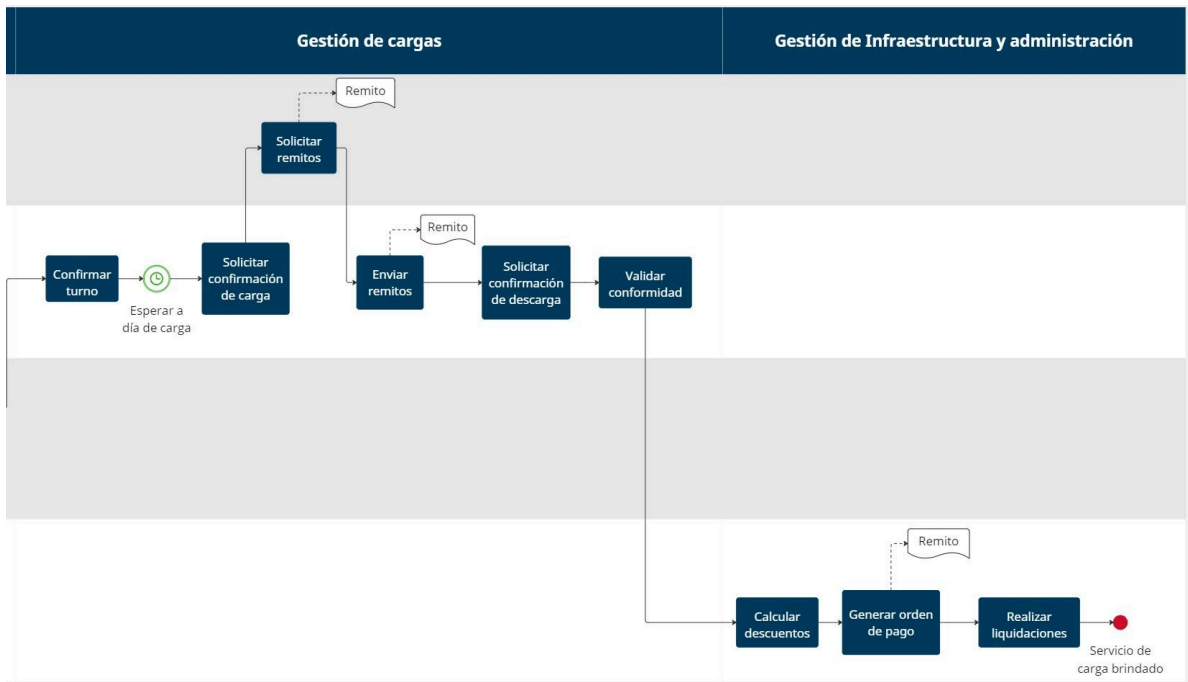 Gestión de cargas
Gestión de Infraestructura y administración
Remito
Solicitar
remitos
Remito
Confirmar
turno
Esperar a
día de carga
Solicitar
confirmación
de carga
Enviar
remitos
Solicitar
confirmación
de descarga
Validar
conformidad
Remito
Calcular
descuentos
Generar orden
de pago
Realizar
liquidaciones
Servicio de
carga brindado